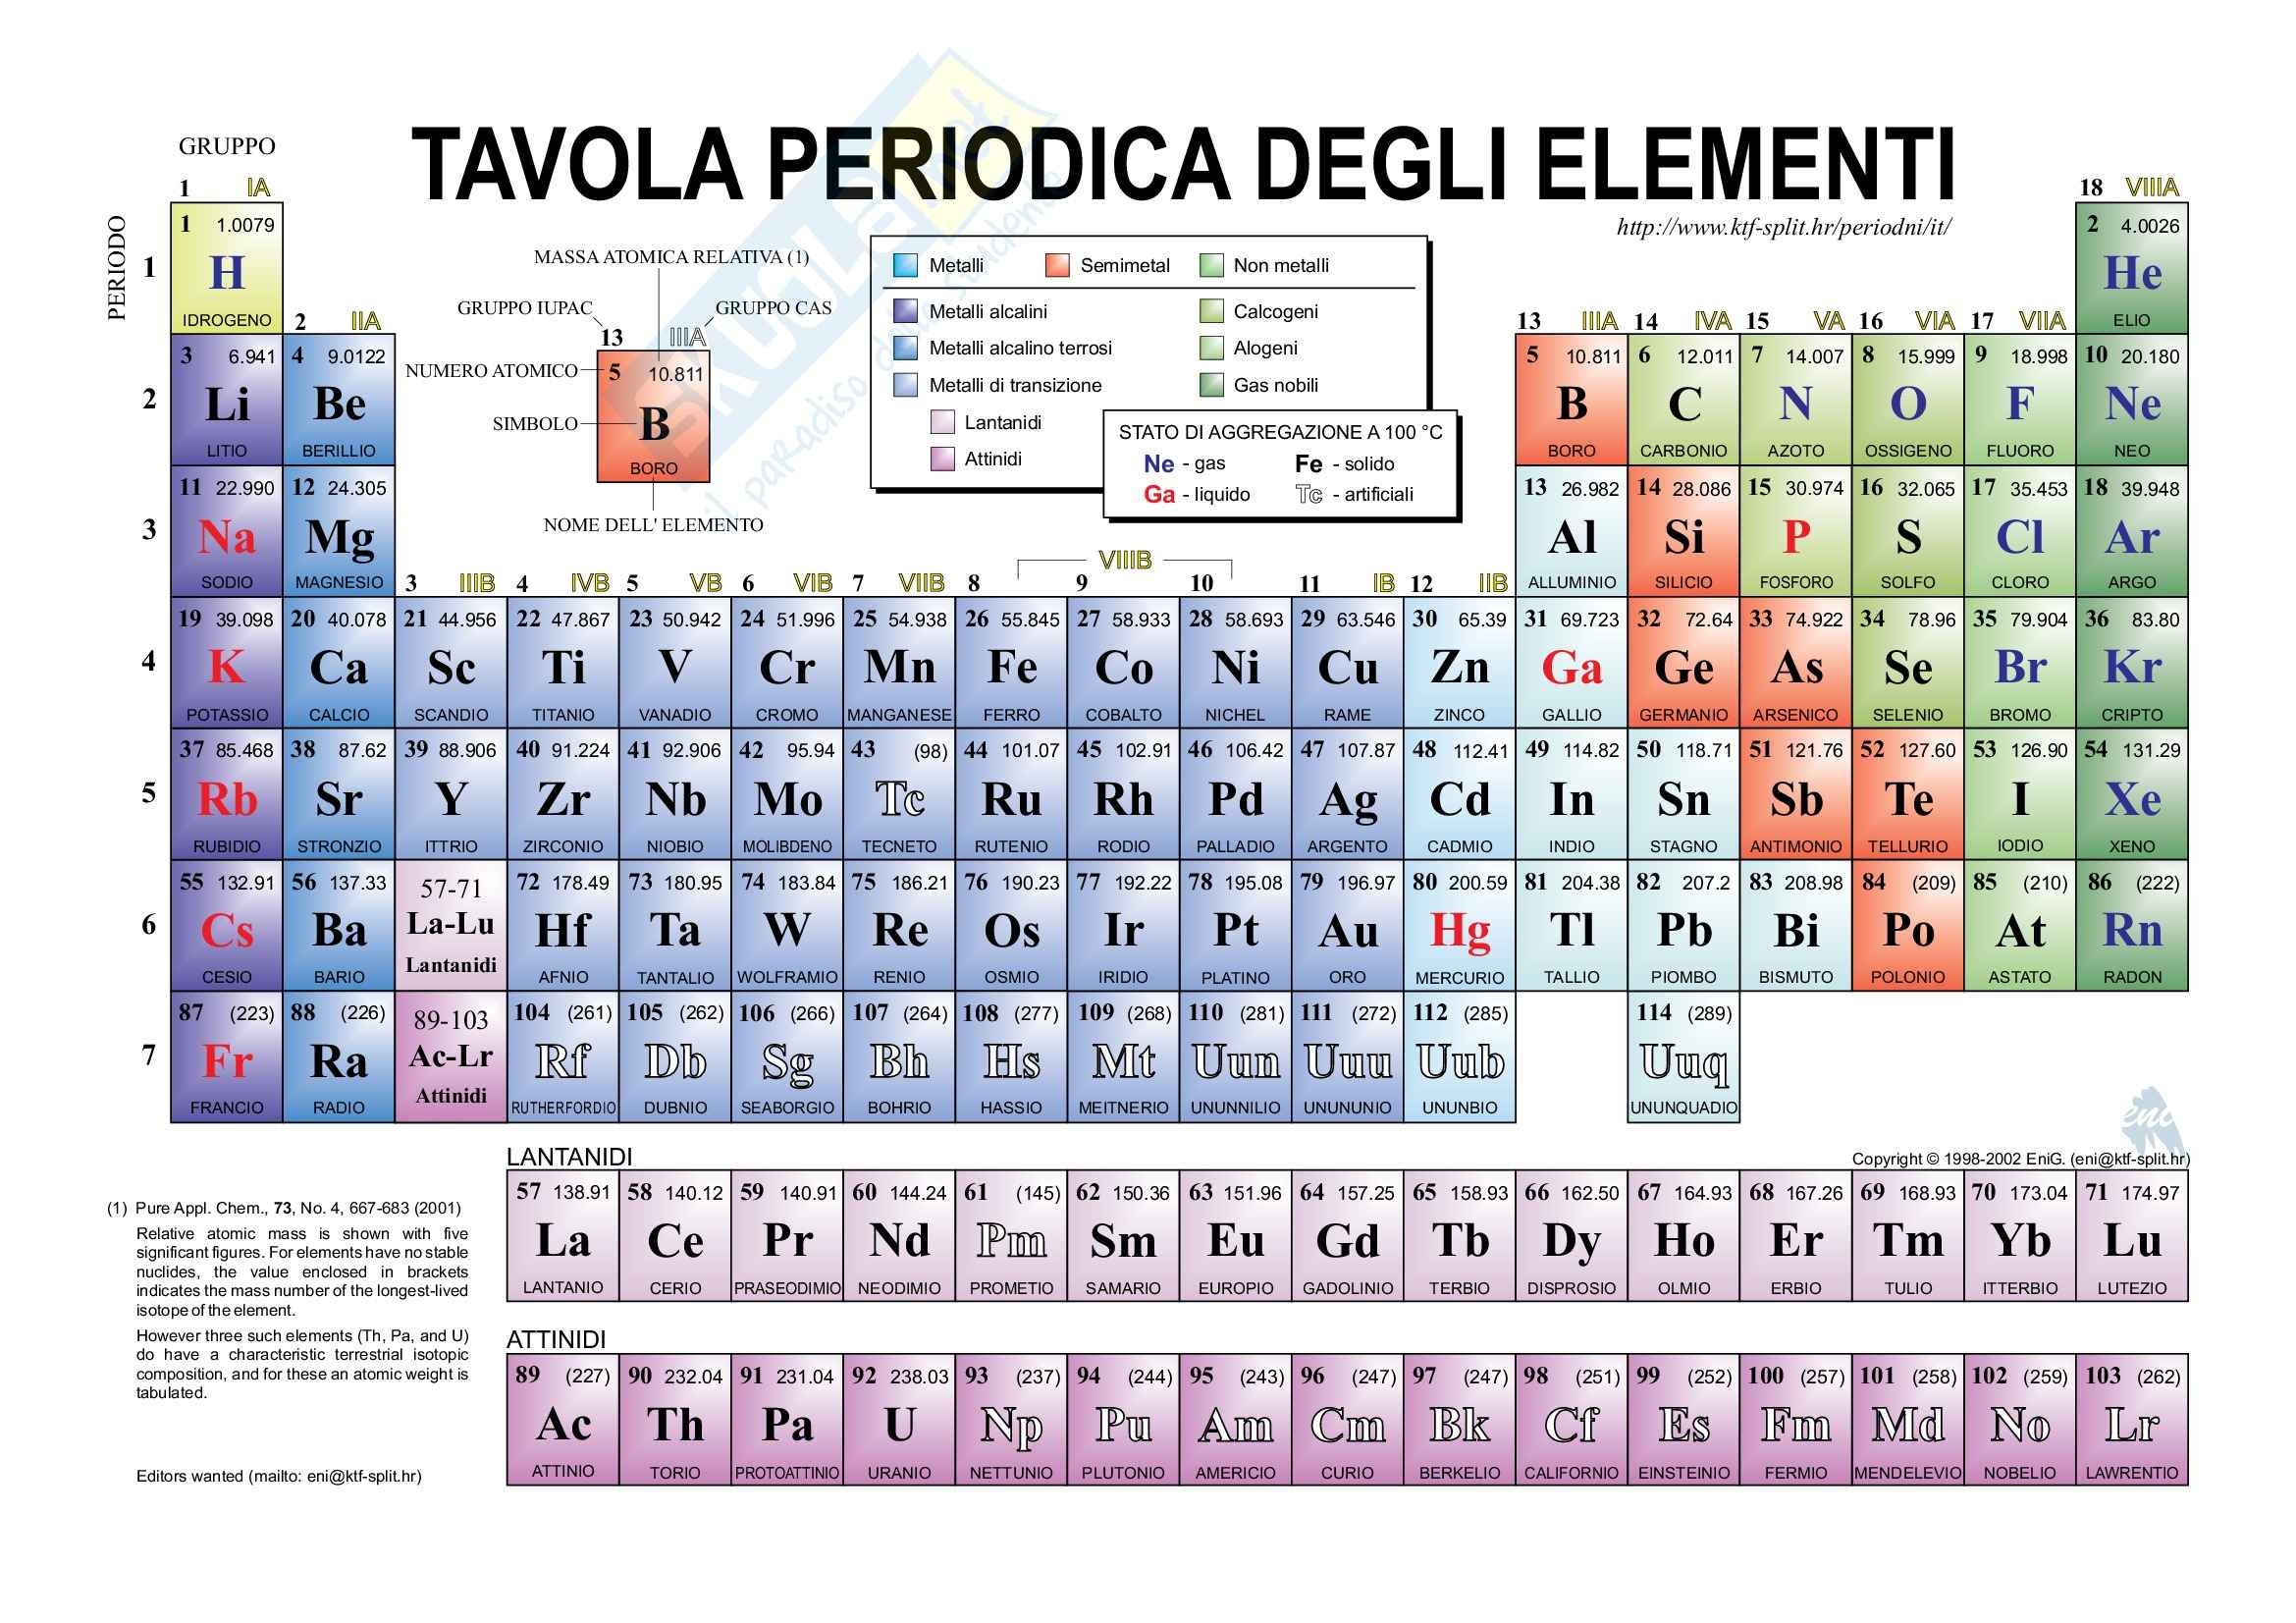 TAVOLA PERIODICA DEGLI ELEMENTI
http://www.ktf-split.hr/periodni/it/
GRUPPO
PERIODO
1 IA
18 VIIIA
1
1 1.0079
H
IDROGENO
2 4.0026
He
ELIO
MASSA ATOMICA RELATIVA (1)
GRUPPO IUPAC
GRUPPO CAS
13 IIIA
NUMERO ATOMICO
5 10.811
SIMBOLO
B
BORO
NOME DELL' ELEMENTO
Metalli Semimetal Non metalli
Metalli alcalini Calcogeni
Metalli alcalino terrosi Alogeni
Metalli di transizione Gas nobili
Lantanidi
Attinidi
STATO DI AGGREGAZIONE A 100 °C
Ne - gas Fe - solido
Ga - liquido Tc - artificiali
SKUOLA.net
il paradiso dello studente
2 IIA
13 IIIA 14 IVA 15 VA 16 VIA 17 VIIA
2
3 6.941 4 9.0122 5 10.811 6 12.011 7 14.007 8 15.999 9 18.998 10 20.180
Li Be B C N O F Ne
LITIO BERILLIO BORO CARBONIO AZOTO OSSIGENO FLUORO NEO
3
11 22.990 12 24.305 13 26.982 14 28.086 15 30.974 16 32.065 17 35.453 18 39.948
Na Mg Al Si P S Cl Ar
SODIO MAGNESIO ALLUMINIO SILICIO FOSFORO SOLFO CLORO ARGO
VIIIB
3 IIIB 4 IVB 5 VB 6 VIB 7 VIIB 8 9 10 11 IB 12 IIB
4
19 39.098 20 40.078 21 44.956 22 47.867 23 50.942 24 51.996 25 54.938 26 55.845 27 58.933 28 58.693 29 63.546 30 65.39 31 69.723 32 72.64 33 74.922 34 78.96 35 79.904 36 83.80
K Ca Sc Ti V Cr Mn Fe Co Ni Cu Zn Ga Ge As Se Br Kr
POTASSIO CALCIO SCANDIO TITANIO VANADIO CROMO MANGANESE FERRO COBALTO NICHEL RAME ZINCO GALLIO GERMANIO ARSENICO SELENIO BROMO CRIPTO
5
37 85.468 38 87.62 39 88.906 40 91.224 41 92.906 42 95.94 43 (98) 44 101.07 45 102.91 46 106.42 47 107.87 48 112.41 49 114.82 50 118.71 51 121.76 52 127.60 53 126.90 54 131.29
Rb Sr Y Zr Nb Mo Tc Ru Rh Pd Ag Cd In Sn Sb Te I Xe
RUBIDIO STRONZIO ITTRIO ZIRCONIO NIOBIO MOLIBDENO TECNETO RUTENIO RODIO PALLADIO ARGENTO CADMIO INDIO STAGNO ANTIMONIO TELLURIO IODIO XENO
6
55 132.91 56 137.33 57-71 72 178.49 73 180.95 74 183.84 75 186.21 76 190.23 77 192.22 78 195.08 79 196.97 80 200.59 81 204.38 82 207.2 83 208.98 84 (209) 85 (210) 86 (222)
Cs Ba La-Lu Hf Ta W Re Os Ir Pt Au Hg Tl Pb Bi Po At Rn
CESIO BARIO Lantanidi AFNIO TANTALIO WOLFRAMIO RENIO OSMIO IRIDIO PLATINO ORO MERCURIO TALLIO PIOMBO BISMUTO POLONIO ASTATO RADON
7
87 (223) 88 (226) 89-103 104 (261) 105 (262) 106 (266) 107 (264) 108 (277) 109 (268) 110 (281) 111 (272) 112 (285) 114 (289)
Fr Ra Ac-Lr Rf Db Sg Bh Hs Mt Uun Uuu Uub Uuq
FRANCIO RADIO Attinidi RUTHERFORDIO DUBNIO SEABORGIO BOHRIO HASSIO MEITNERIO UNUNNILIO UNUNUNIO UNUNBIO UNUNQUADIO
eni
Copyright © 1998-2002 EniG. (eni@ktf-split.hr)
LANTANIDI
57 138.91 58 140.12 59 140.91 60 144.24 61 (145) 62 150.36 63 151.96 64 157.25 65 158.93 66 162.50 67 164.93 68 167.26 69 168.93 70 173.04 71 174.97
La Ce Pr Nd Pm Sm Eu Gd Tb Dy Ho Er Tm Yb Lu
LANTANIO CERIO PRASEODIMIO NEODIMIO PROMETIO SAMARIO EUROPIO GADOLINIO TERBIO DISPROSIO OLMIO ERBIO TULIO ITTERBIO LUTEZIO
ATTINIDI
89 (227) 90 232.04 91 231.04 92 238.03 93 (237) 94 (244) 95 (243) 96 (247) 97 (247) 98 (251) 99 (252) 100 (257) 101 (258) 102 (259) 103 (262)
Ac Th Pa U Np Pu Am Cm Bk Cf Es Fm Md No Lr
ATTINIO TORIO PROTOATTINIO URANIO NETTUNIO PLUTONIO AMERICIO CURIO BERKELIO CALIFORNIO EINSTEINIO FERMIO MENDELEVIO NOBELIO LAWRENTIO
(1) Pure Appl. Chem., 73, No. 4, 667-683 (2001)
Relative atomic mass is shown with five
significant figures. For elements have no stable
nuclides, the value enclosed in brackets
indicates the mass number of the longest-lived
isotope of the element.
However three such elements (Th, Pa, and U)
do have a characteristic terrestrial isotopic
composition, and for these an atomic weight is
tabulated.
Editors wanted (mailto: eni@ktf-split.hr)